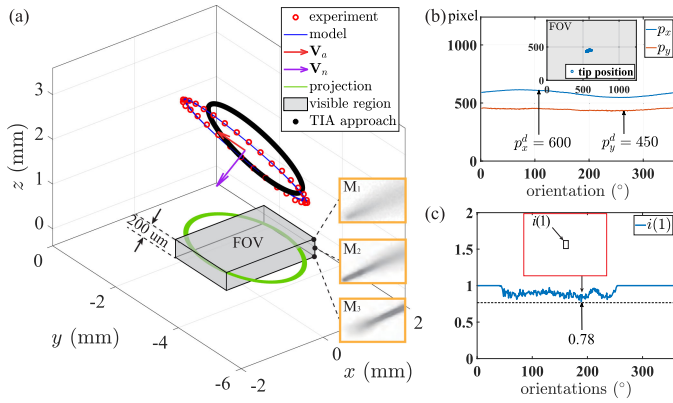 (a)
experiment
model
V_a
V_n
projection
visible region
TIA approach
3
2
1
0
z (mm)
200 um
FOV
M₁
M₂
M₃
0
-2
-4
-6
y (mm)
-2
0
2
x (mm)
(b) pixel
FOV
p_x
p_y
500
0
0
500
1000
tip position
1000
500
0
p_x^d = 600
p_y^d = 450
0
100
200
300
orientation (°)
(c)
2
1.5
1
0.5
0
i(1)
i(1)
0.78
0
100
200
300
orientations (°)